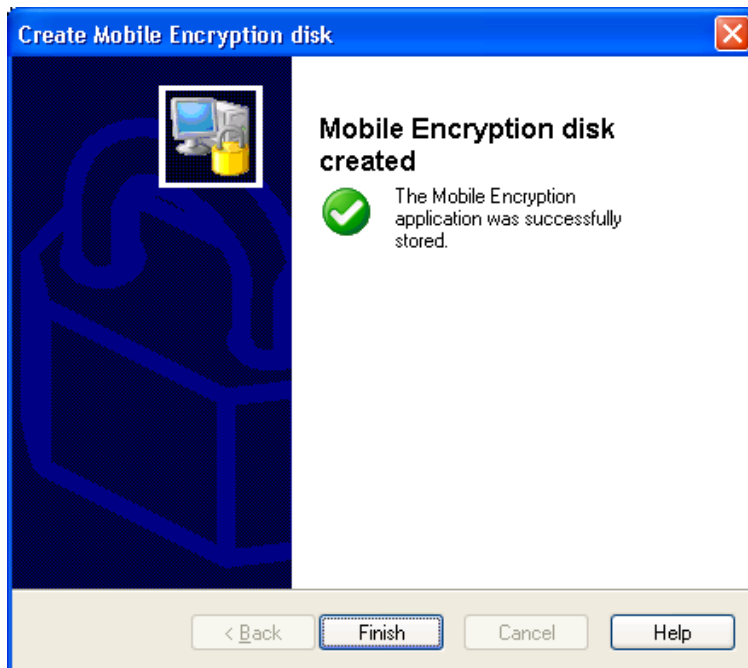 Create Mobile Encryption disk
Mobile Encryption disk
created
The Mobile Encryption
application was successfully
stored.
< Back
Finish
Cancel
Help